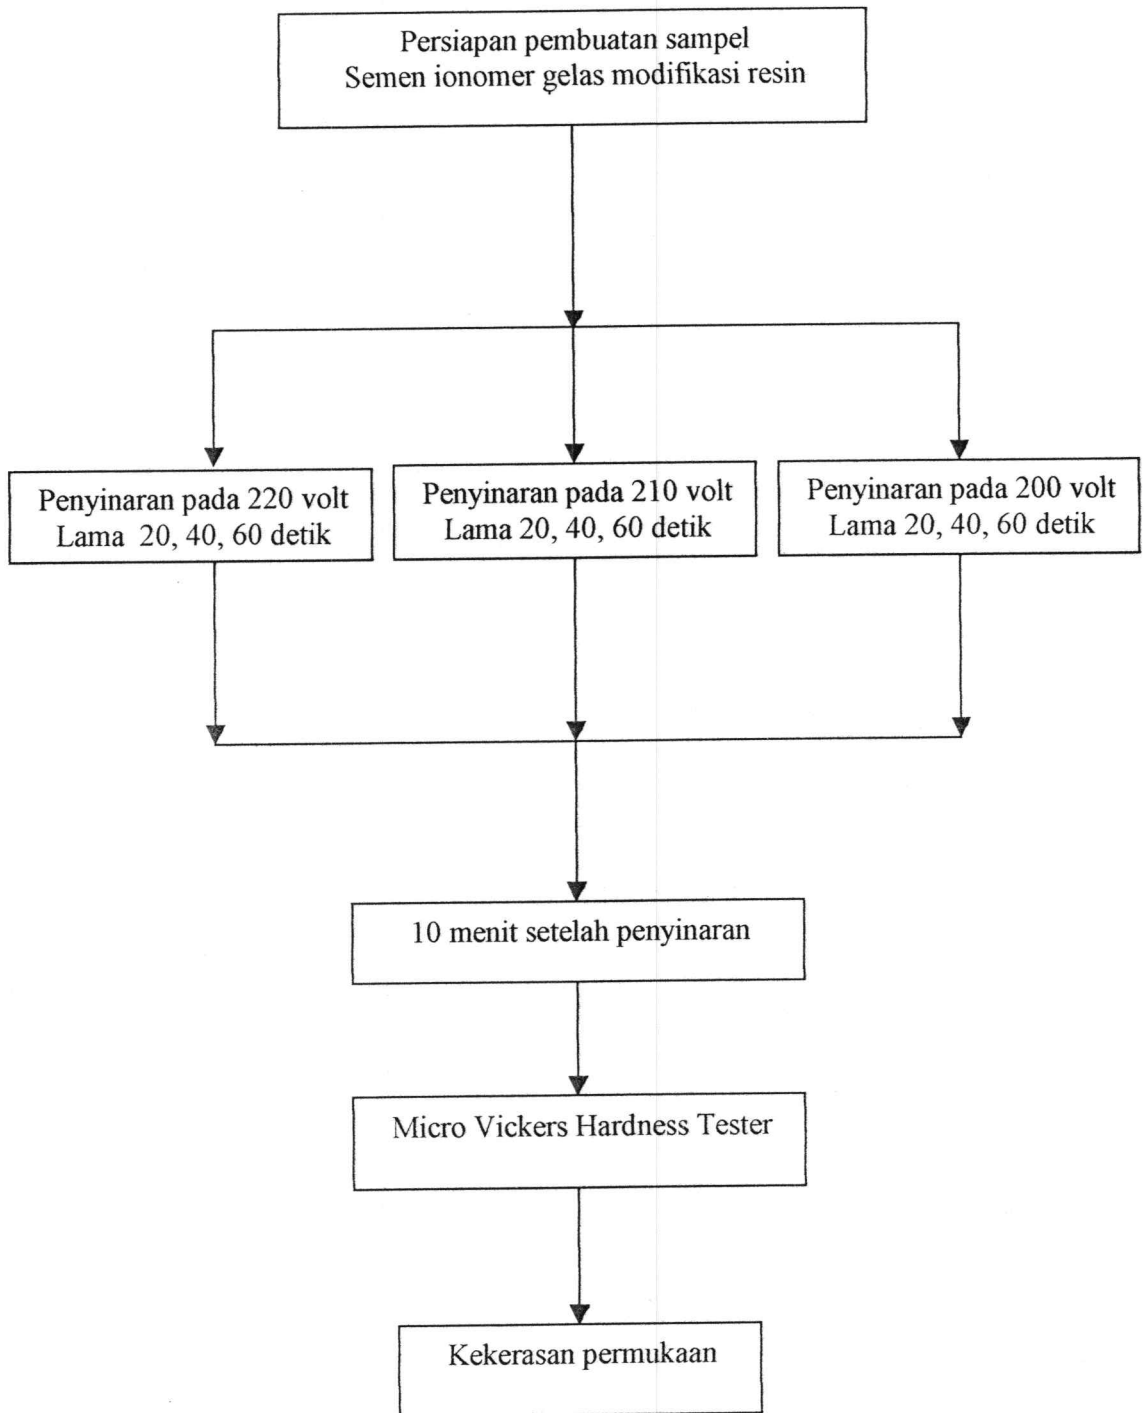 Persiapan pembuatan sampel
Semen ionomer gelas modifikasi resin
Penyinaran pada 220 volt
Lama 20, 40, 60 detik
Penyinaran pada 210 volt
Lama 20, 40, 60 detik
Penyinaran pada 200 volt
Lama 20, 40, 60 detik
10 menit setelah penyinaran
Micro Vickers Hardness Tester
Kekerasan permukaan